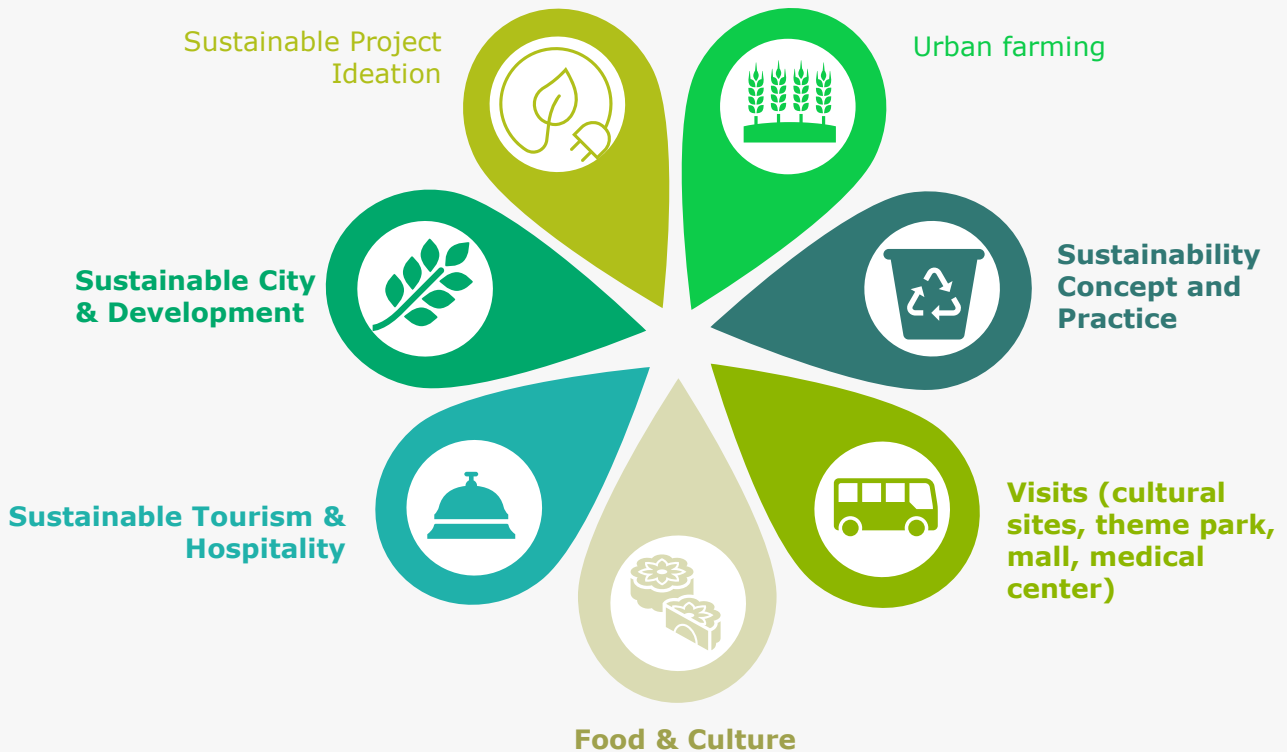 Sustainable Project
Ideation
Urban farming
Sustainable City
& Development
Sustainability
Concept and
Practice
Sustainable Tourism &
Hospitality
Visits (cultural
sites, theme park,
mall, medical
center)
Food & Culture